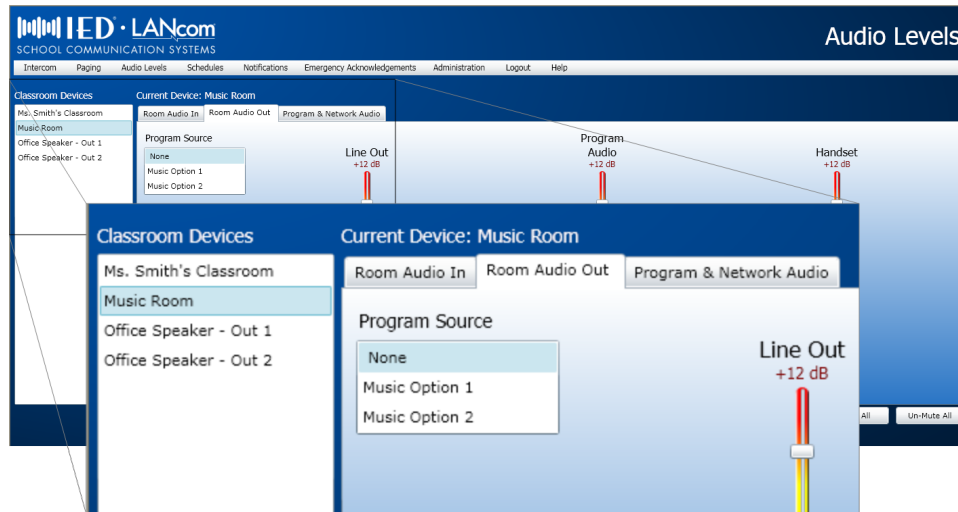 IED · LANcom
SCHOOL COMMUNICATION SYSTEMS
Audio Levels
Intercom Paging Audio Levels Schedules Notifications Emergency Acknowledgements Administration Logout Help
Classroom Devices
Ms. Smith's Classroom
Music Room
Office Speaker - Out 1
Office Speaker - Out 2
Current Device: Music Room
Room Audio In Room Audio Out Program & Network Audio
Program Source
None
Music Option 1
Music Option 2
Line Out
+12 dB
Program
Audio
+12 dB
Handset
+12 dB
All Un-Mute All
Classroom Devices
Ms. Smith's Classroom
Music Room
Office Speaker - Out 1
Office Speaker - Out 2
Current Device: Music Room
Room Audio In Room Audio Out Program & Network Audio
Program Source
None
Music Option 1
Music Option 2
Line Out
+12 dB